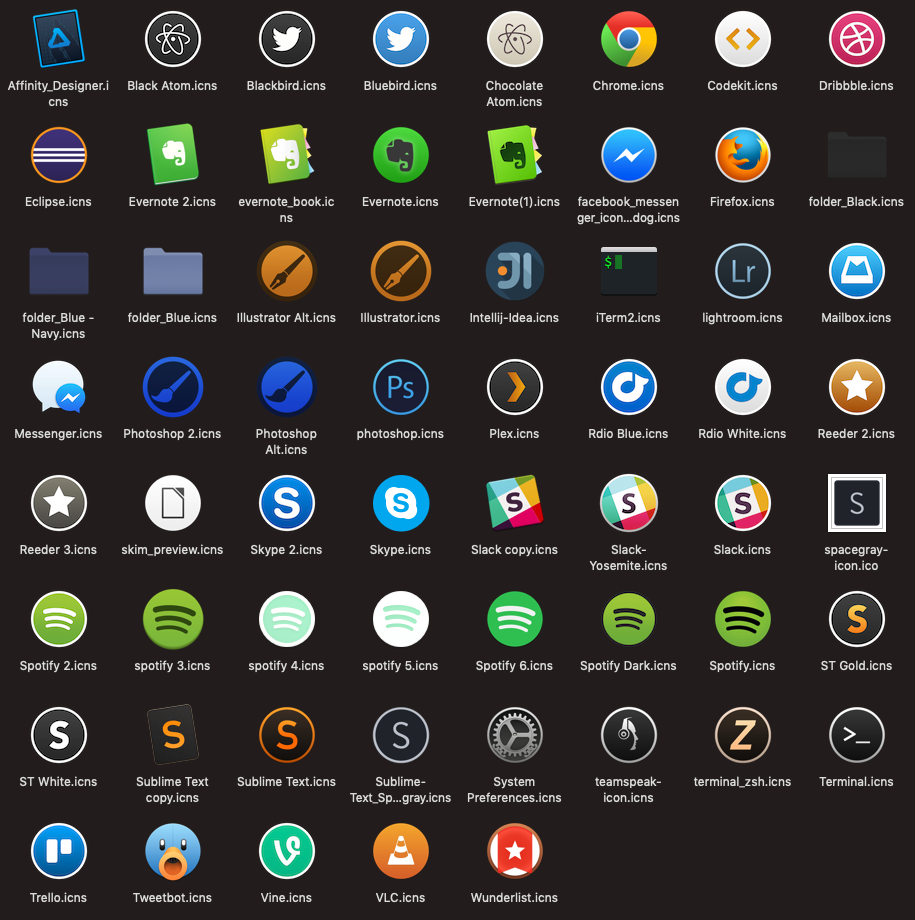 Affinity_Designer.i
cns
Black Atom.icns
Blackbird.icns
Bluebird.icns
Chocolate
Atom.icns
Chrome.icns
Codekit.icns
Dribbble.icns
Eclipse.icns
Evernote 2.icns
evernote_book.ic
ns
Evernote.icns
Evernote(1).icns
facebook_messen
ger_icon...dog.icns
Firefox.icns
folder_Black.icns
$
Lr
folder_Blue -
Navy.icns
folder_Blue.icns
Illustrator Alt.icns
Illustrator.icns
Intellij-Idea.icns
iTerm2.icns
lightroom.icns
Mailbox.icns
Ps
Messenger.icns
Photoshop 2.icns
Photoshop
Alt.icns
photoshop.icns
Plex.icns
Rdio Blue.icns
Rdio White.icns
Reeder 2.icns
S
S
S
S
S
S
Reeder 3.icns
skim_preview.icns
Skype 2.icns
Skype.icns
Slack copy.icns
Slack-
Yosemite.icns
Slack.icns
spacegray-
icon.ico
S
Spotify 2.icns
spotify 3.icns
spotify 4.icns
spotify 5.icns
Spotify 6.icns
Spotify Dark.icns
Spotify.icns
ST Gold.icns
S
S
S
S
Z
>_
ST White.icns
Sublime Text
copy.icns
Sublime Text.icns
Sublime-
Text_Sp...gray.icns
System
Preferences.icns
teamspeak-
icon.icns
terminal_zsh.icns
Terminal.icns
Trello.icns
Tweetbot.icns
Vine.icns
VLC.icns
Wunderlist.icns